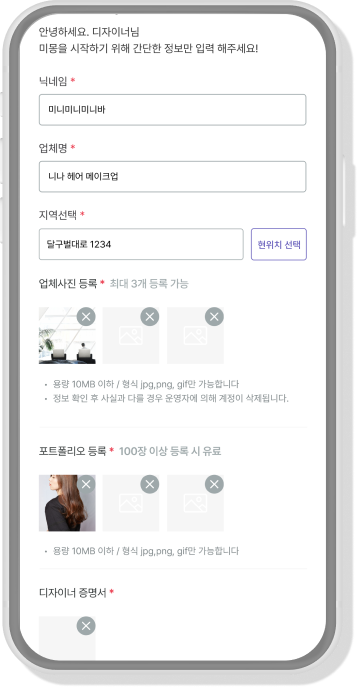 안녕하세요. 디자이너님
미몽을 시작하기 위해 간단한 정보만 입력 해주세요!
닉네임 *
미니미니미니바
업체명 *
니나 헤어 메이크업
지역선택 *
달구벌대로 1234
현위치 선택
업체사진 등록 * 최대 3개 등록 가능
• 용량 10MB 이하 / 형식 jpg,png, gif만 가능합니다
• 정보 확인 후 사실과 다를 경우 운영자에 의해 계정이 삭제됩니다.
포트폴리오 등록 * 100장 이상 등록 시 유료
• 용량 10MB 이하 / 형식 jpg,png, gif만 가능합니다
디자이너 증명서 *